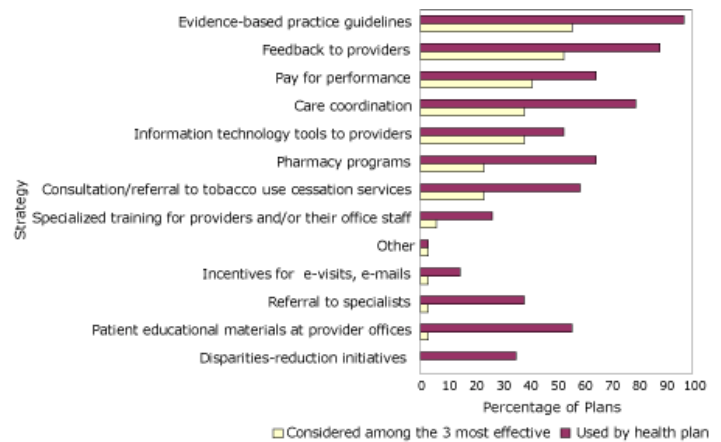 Strategy
Evidence-based practice guidelines
Feedback to providers
Pay for performance
Care coordination
Information technology tools to providers
Pharmacy programs
Consultation/referral to tobacco use cessation services
Specialized training for providers and/or their office staff
Other
Incentives for e-visits, e-mails
Referral to specialists
Patient educational materials at provider offices
Disparities-reduction initiatives
0 10 20 30 40 50 60 70 80 90 100
Percentage of Plans
Considered among the 3 most effective Used by health plan